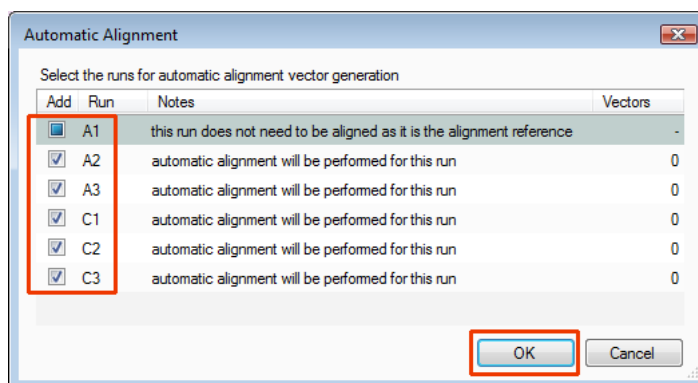 Automatic Alignment
Select the runs for automatic alignment vector generation
Add Run Notes Vectors
A1 this run does not need to be aligned as it is the alignment reference -
A2 automatic alignment will be performed for this run 0
A3 automatic alignment will be performed for this run 0
C1 automatic alignment will be performed for this run 0
C2 automatic alignment will be performed for this run 0
C3 automatic alignment will be performed for this run 0
OK Cancel